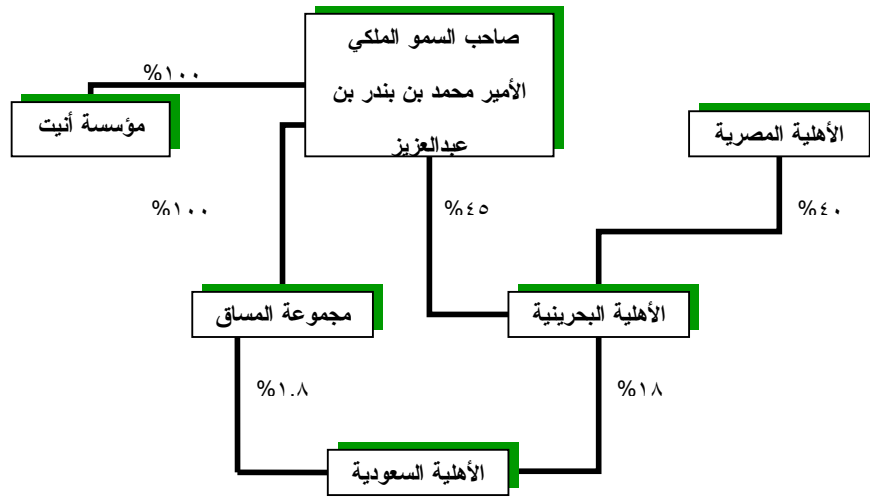 صاحب السمو الملكي
الأمير محمد بن بندر بن
عبدالعزيز
%١٠٠
مؤسسة أنيت
الأهلية المصرية
%١٠٠
%٤٥
%٤٠
مجموعة المساق
الأهلية البحرينية
%١.٨
%١٨
الأهلية السعودية